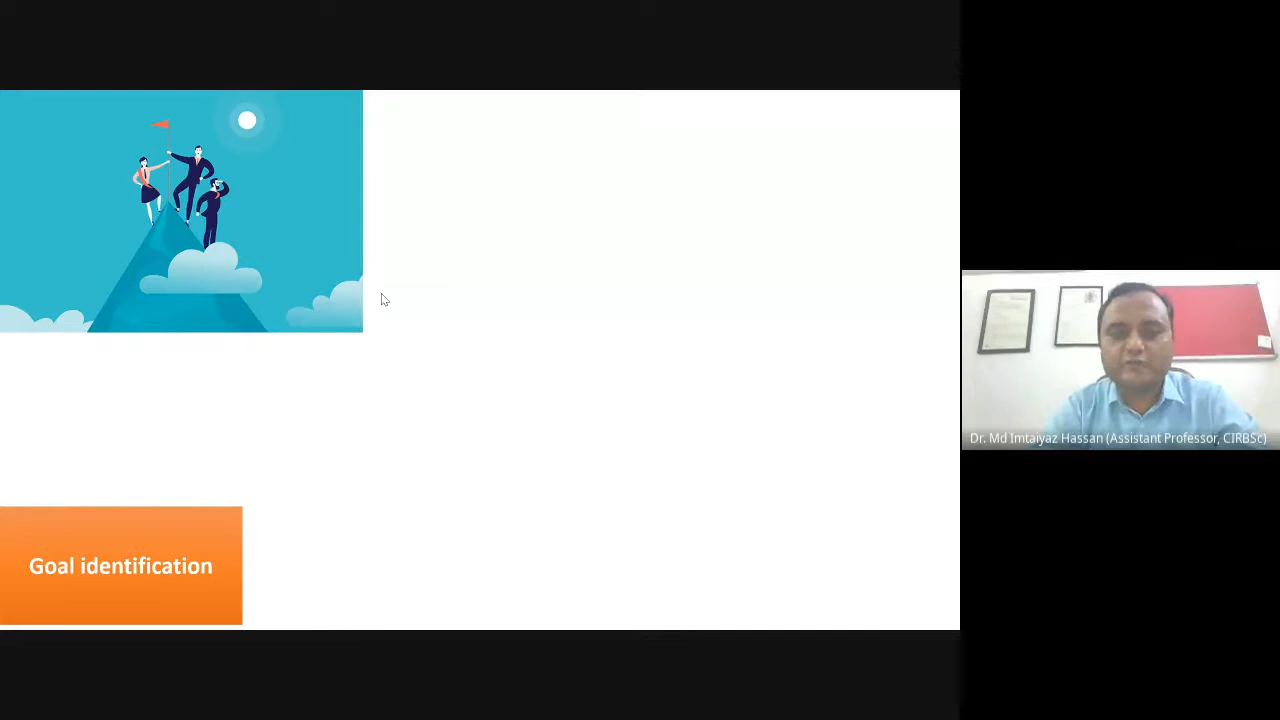 Goal identification
Dr. Md Imtaiyaz Hassan (Assistant Professor, CIRBSc)